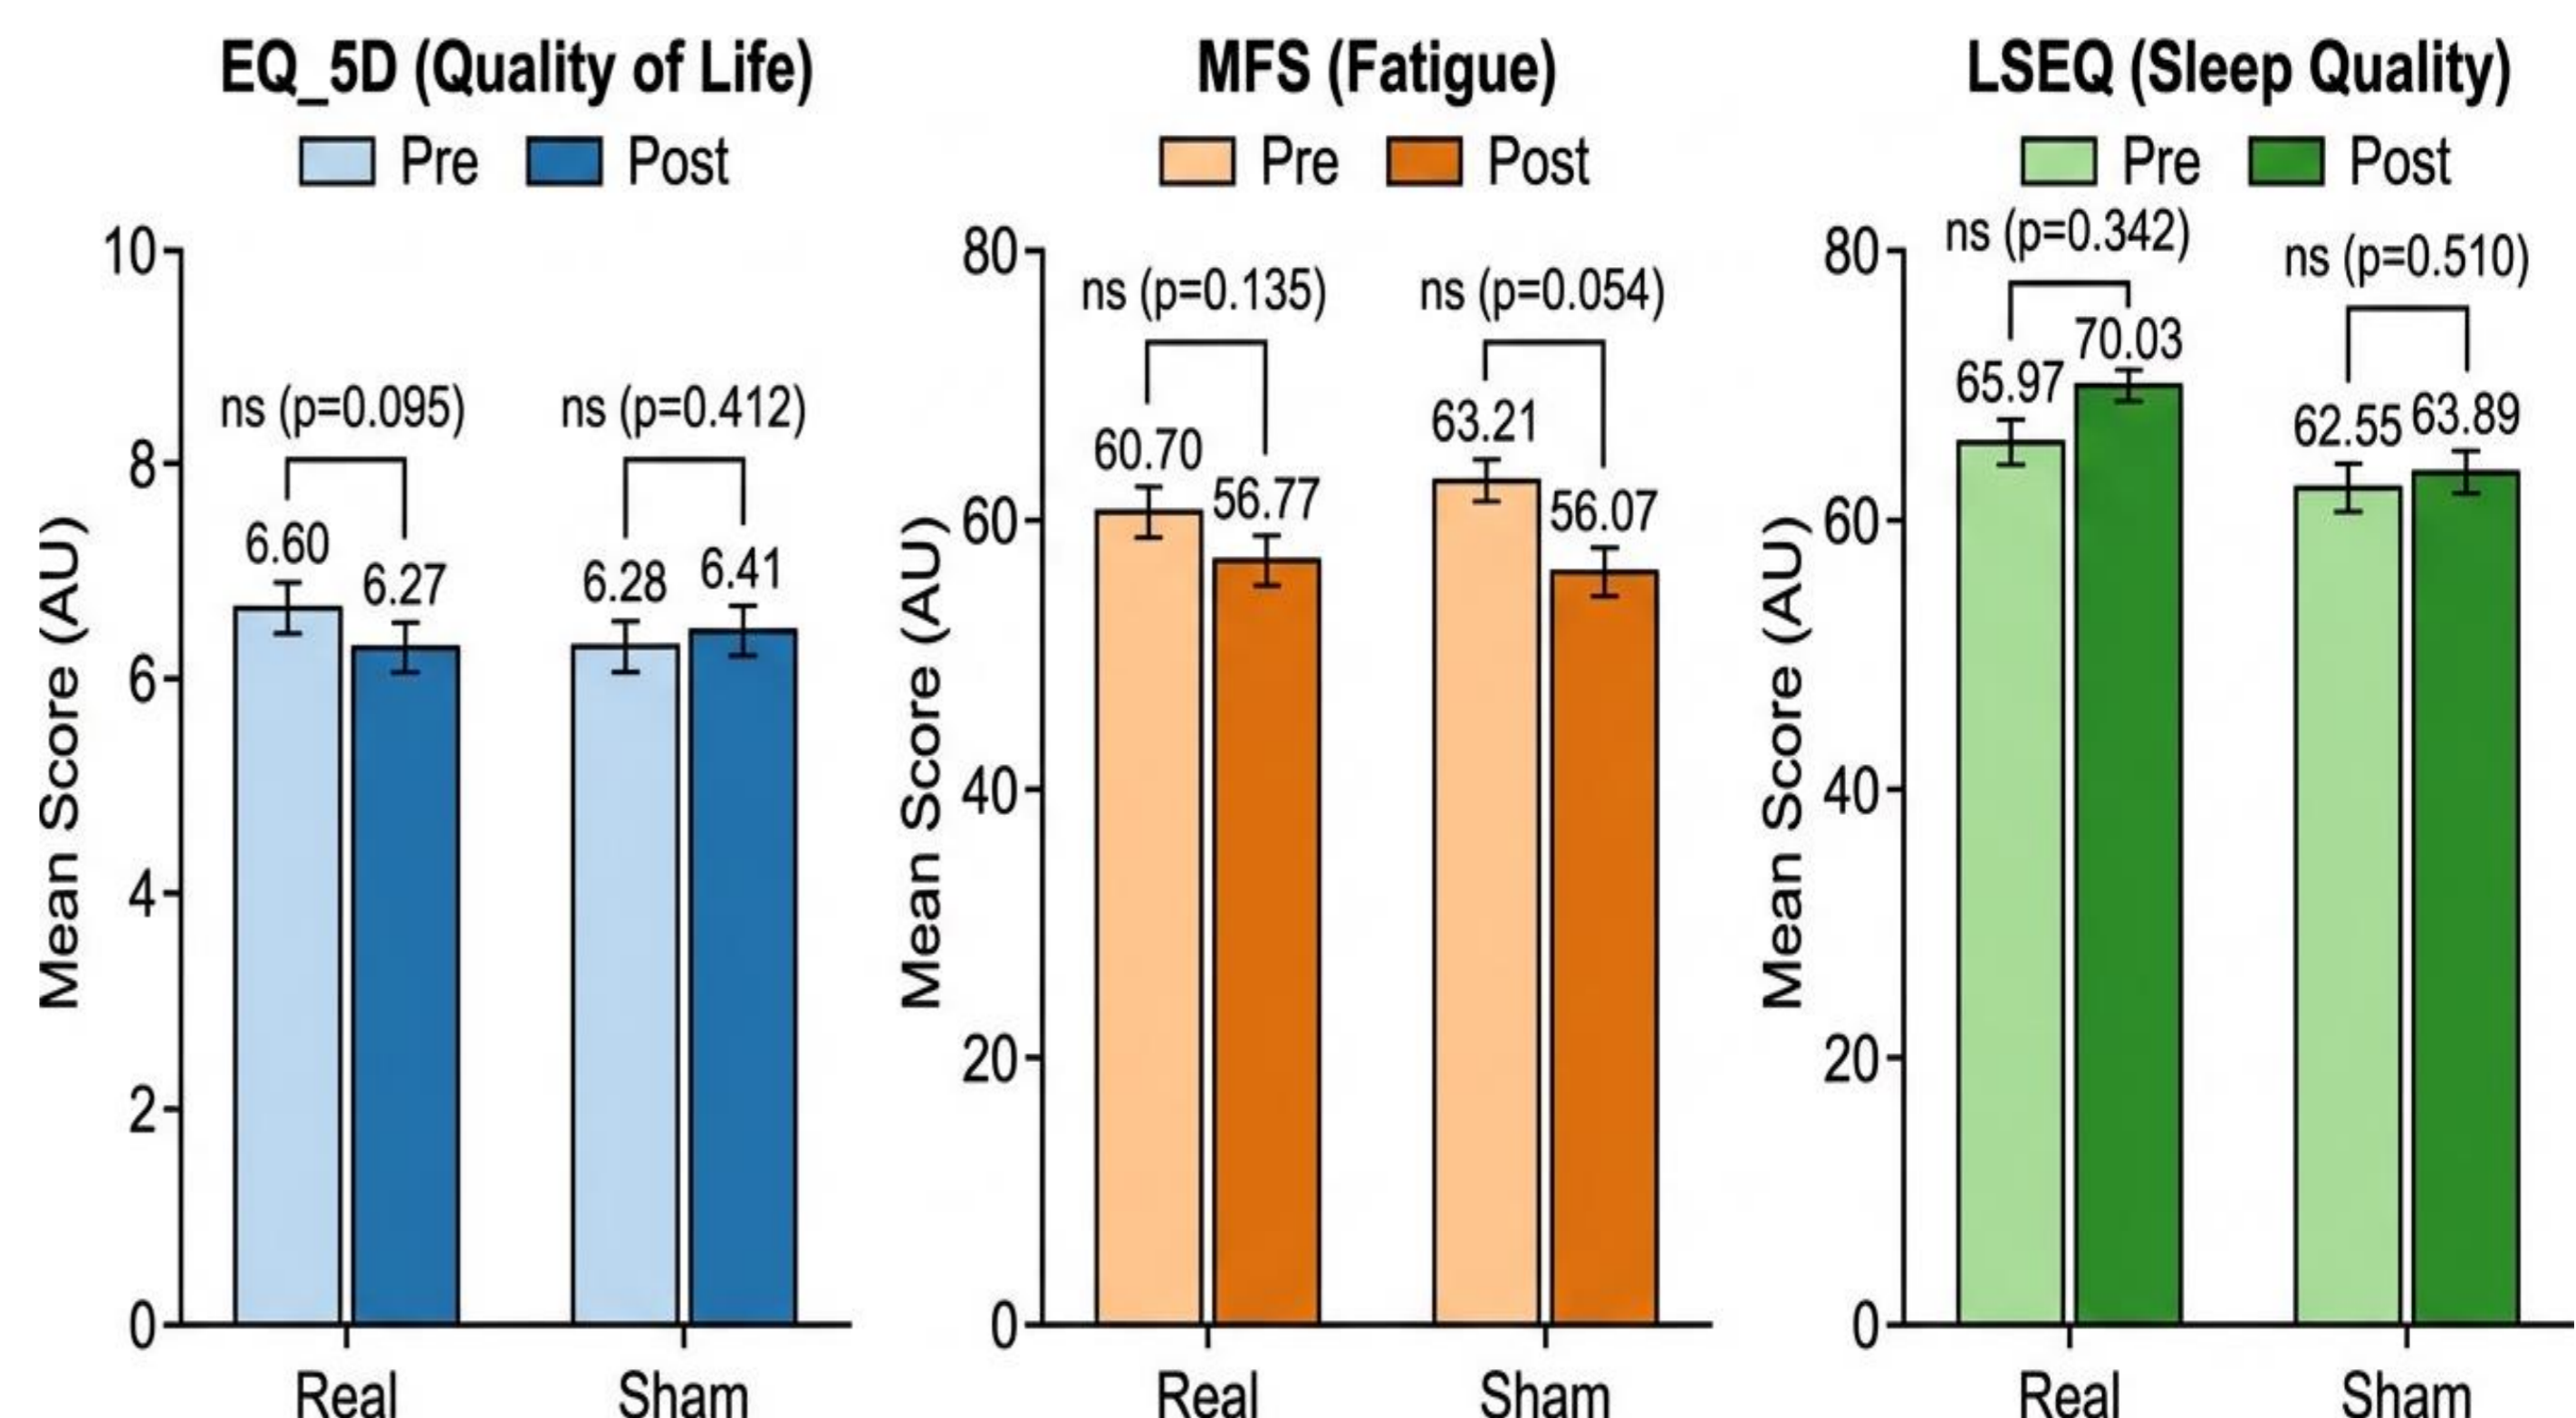 EQ_5D (Quality of Life)
Pre Post
10
8
6
4
2
0
Mean Score (AU)
ns (p=0.095)
ns (p=0.412)
6.60
6.27
6.28
6.41
Real
Sham
MFS (Fatigue)
Pre Post
80
60
40
20
0
Mean Score (AU)
ns (p=0.135)
ns (p=0.054)
60.70
56.77
63.21
56.07
Real
Sham
LSEQ (Sleep Quality)
Pre Post
80
60
40
20
0
Mean Score (AU)
ns (p=0.342)
ns (p=0.510)
65.97
70.03
62.55
63.89
Real
Sham